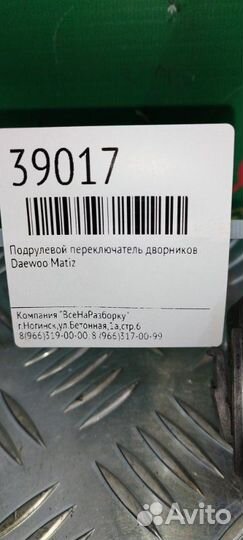 39017
Подрулевой переключатель дворников
Daewoo Matiz
Компания "ВсеНаРазборку"
г.Ногинск,ул.Бетонная,1а,стр.6
8(966)319-00-00:8 (966)317-00-99
Avito